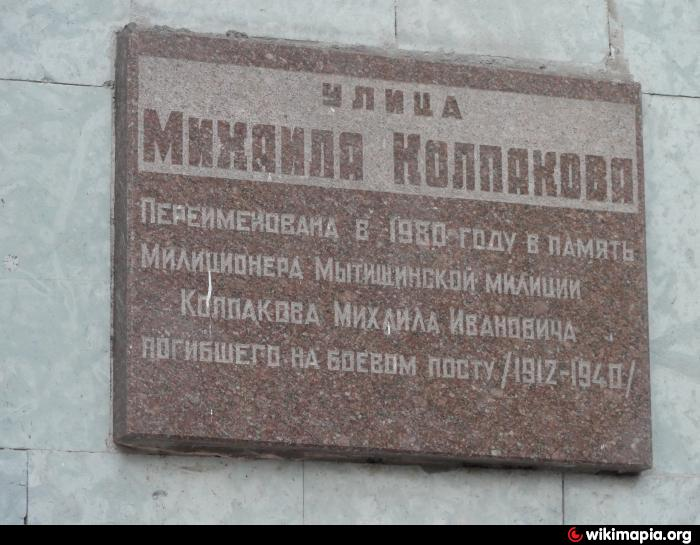 УЛИЦА
МИХАИЛА КОЛПАКОВА
ПЕРЕИМЕНОВАНА В 1980 ГОДУ В ПАМЯТЬ
МИЛИЦИОНЕРА МЫТИЩИНСКОЙ МИЛИЦИИ
КОЛПАКОВА МИХАИЛА ИВАНОВИЧА
ПОГИБШЕГО НА БОЕВОМ ПОСТУ /1912-1940/
wikimapia.org